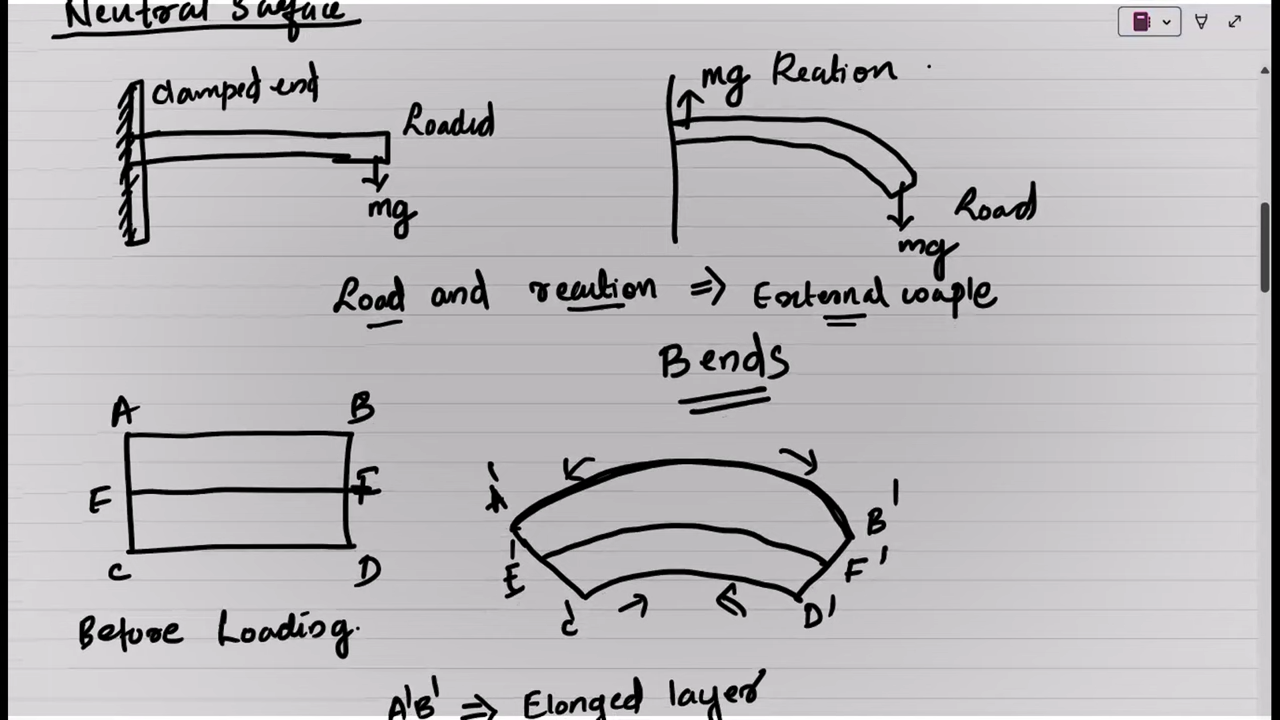 Neutral Surface
clamped end
Loaded
mg
mg Reation
Load
mg
Load and reaution => External couple
Bends
A B
E F
C D
Before Loading.
A' B'
E' F'
C' D'
A'B' => Elonged layer